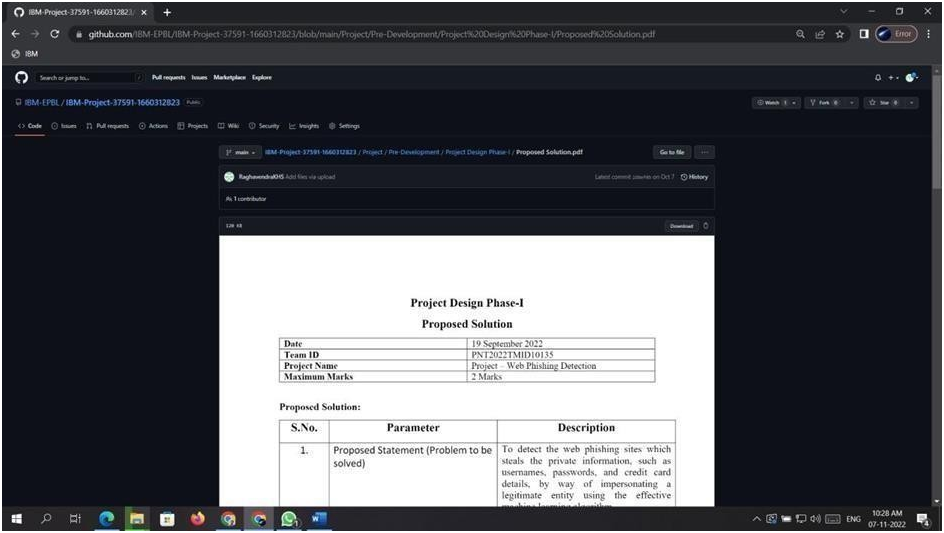 IBM-Project-37591-1660312823/
github.com/IBM-EPBL/IBM-Project-37591-1660312823/blob/main/Project/Pre-Development/Project%20Design%20Phase-I/Proposed%20Solution.pdf
Error
IBM
Search or jump to...
/
Pull requests Issues Marketplace Explore
IBM-EPBL / IBM-Project-37591-1660312823 Public
Watch 1 Fork 0 Star 0
<> Code Issues Pull requests Actions Projects Wiki Security Insights Settings
main IBM-Project-37591-1660312823 / Project / Pre-Development / Project Design Phase-I / Proposed Solution.pdf Go to file ...
RaghavendraKHS Add files via upload Latest commit on Oct 7 History
1 contributor
Download
Project Design Phase-I
Proposed Solution
Date 19 September 2022
Team ID PNT2022TMID10135
Project Name Project – Web Phishing Detection
Maximum Marks 2 Marks
Proposed Solution:
S.No. Parameter Description
1. Proposed Statement (Problem to be To detect the web phishing sites which
solved) steals the private information, such as
usernames, passwords, and credit card
details, by way of impersonating a
legitimate entity using the effective
machine learning algorithm
ENG
10:28 AM
07-11-2022
4